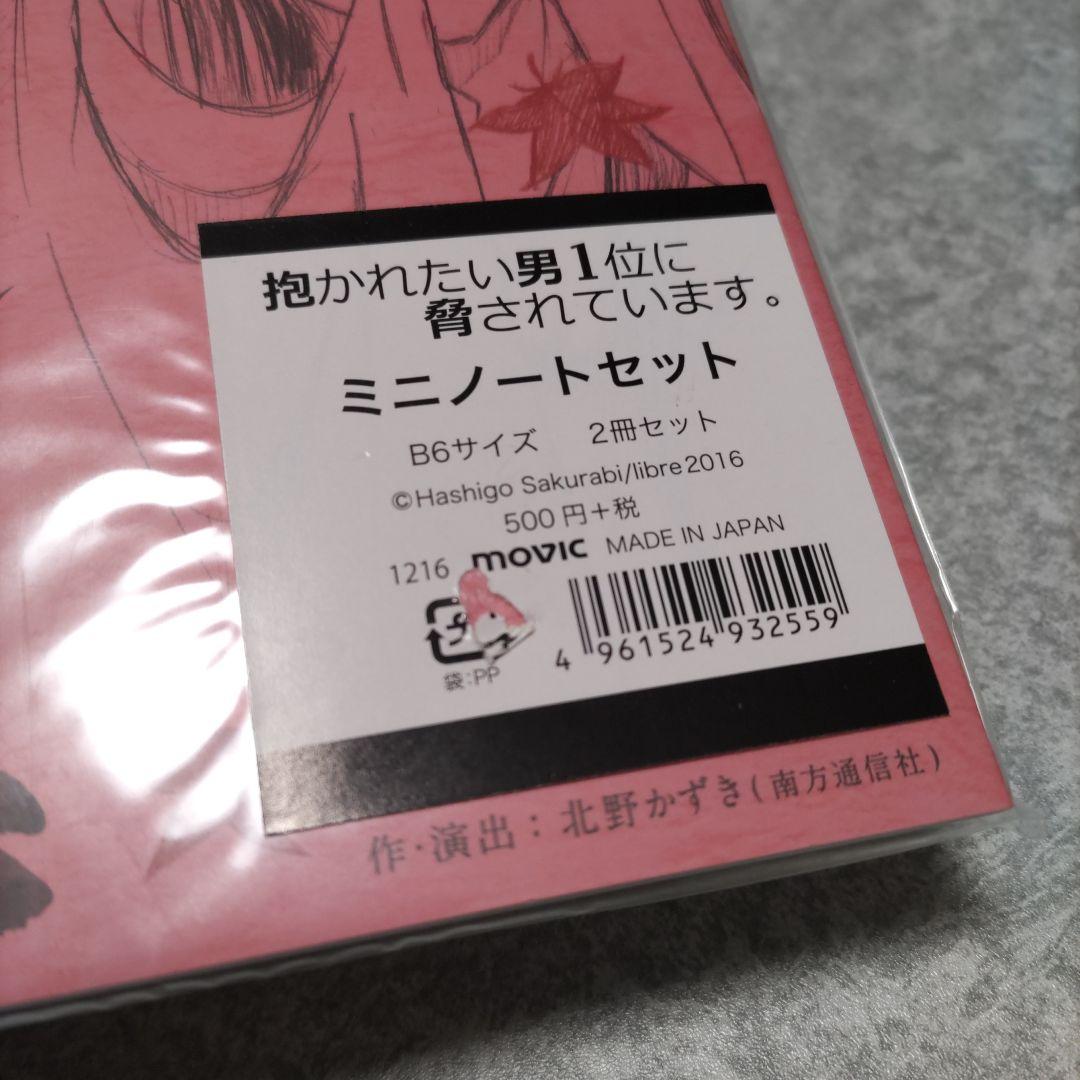 抱かれたい男1位に
脅されています。
ミニノートセット
B6サイズ 2冊セット
©Hashigo Sakurabi/libre2016
500円+税
1216 movic MADE IN JAPAN
プ
袋:PP
4 961524 932559
作・演出:北野かずき(南方通信社)